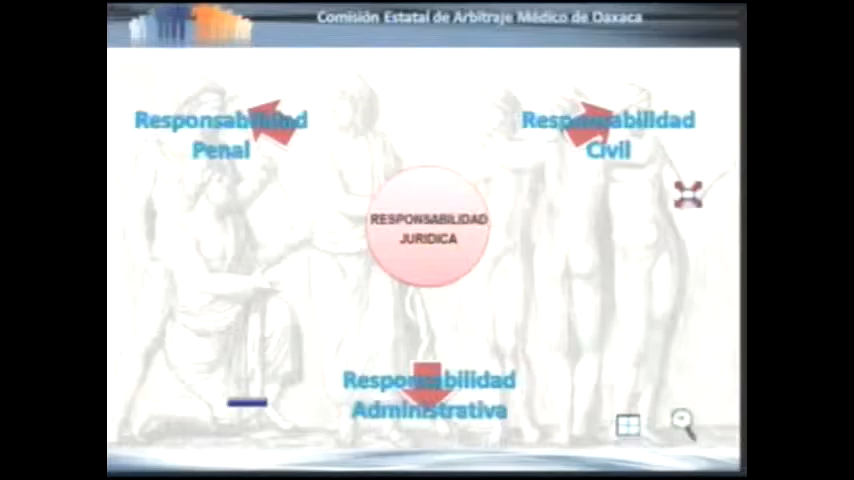 Comisión Estatal de Arbitraje Médico de Oaxaca
Responsabilidad
Penal
Responsabilidad
Civil
RESPONSABILIDAD
JURIDICA
Responsabilidad
Administrativa